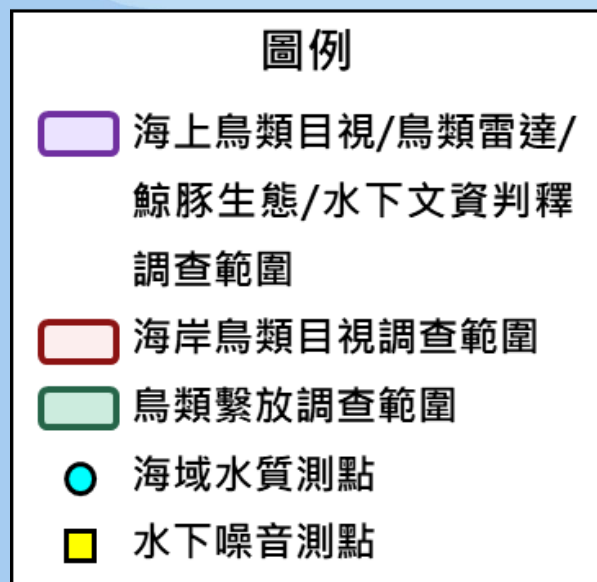 圖例
海上鳥類目視/鳥類雷達/
鯨豚生態/水下文資判釋
調查範圍
海岸鳥類目視調查範圍
鳥類繫放調查範圍
海域水質測點
水下噪音測點